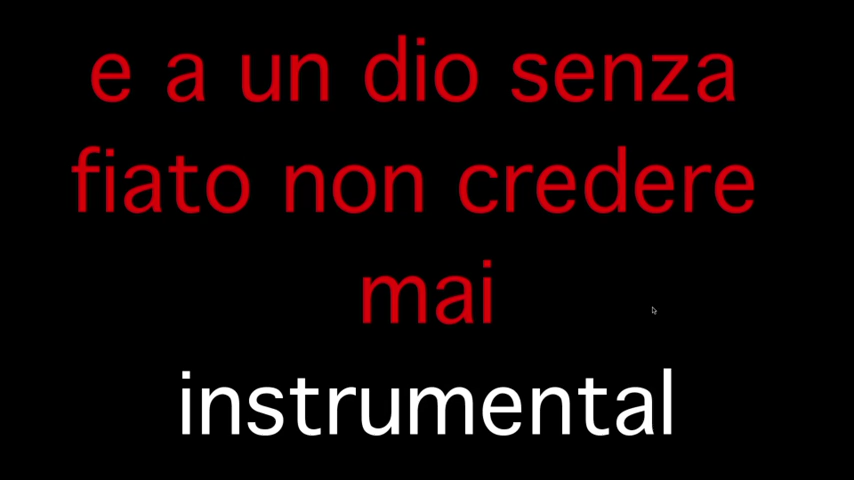 e a un dio senza
fiato non credere
mai
instrumental